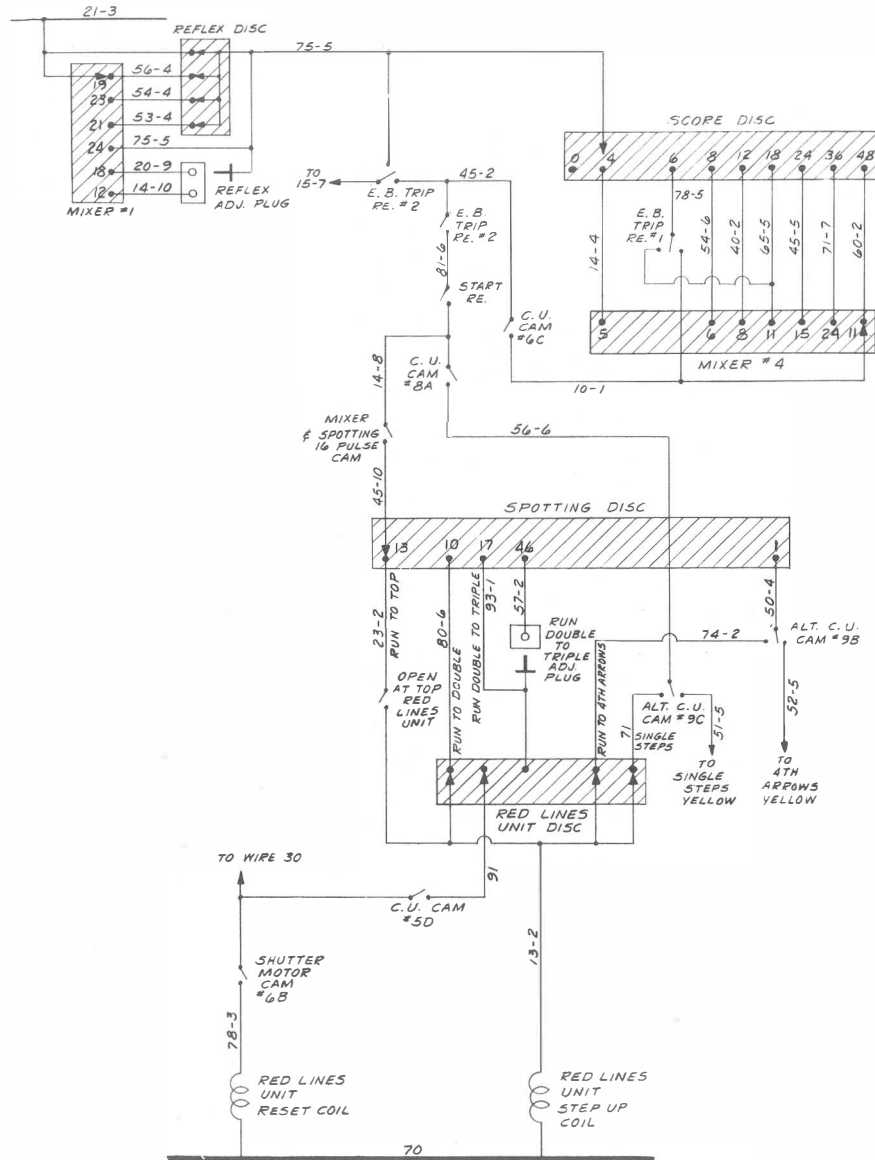 21-3
REFLEX DISC
75-5
19
56-4
23
54-4
21
53-4
24
75-5
18
20-9
12
14-10
MIXER #1
REFLEX
ADJ. PLUG
TO
15-7
E.B. TRIP
RE. #2
45-2
E.B.
TRIP
RE. #2
81-6
START
RE.
SCORE DISC
0
4
6
8
12
18
24
36
48
78-5
E.B.
TRIP
RE. #1
14-4
54-6
40-2
65-5
45-5
71-7
60-2
5
6
8
11
15
24
11
MIXER #4
C.U.
CAM
#6C
10-1
14-8
C.U.
CAM
#8A
MIXER
& SPOTTING
16 PULSE
CAM
56-6
45-10
SPOTTING DISC
13
10
17
46
1
23-2
RUN TO TOP
80-6
RUN TO DOUBLE
93-1
RUN DOUBLE TO TRIPLE
57-2
RUN
DOUBLE
TO
TRIPLE
ADJ.
PLUG
50-4
74-2
ALT. C.U.
CAM #9B
OPEN
AT TOP
RED
LINES
UNIT
RUN TO 4TH ARROWS
71
SINGLE
STEPS
ALT. C.U.
CAM #9C
51-5
52-5
TO
SINGLE
STEPS
YELLOW
TO
4TH
ARROWS
YELLOW
RED LINES
UNIT DISC
TO WIRE 30
91
C.U. CAM
#5D
13-2
SHUTTER
MOTOR
CAM
#6B
78-3
RED LINES
UNIT
RESET COIL
RED LINES
UNIT
STEP UP
COIL
70